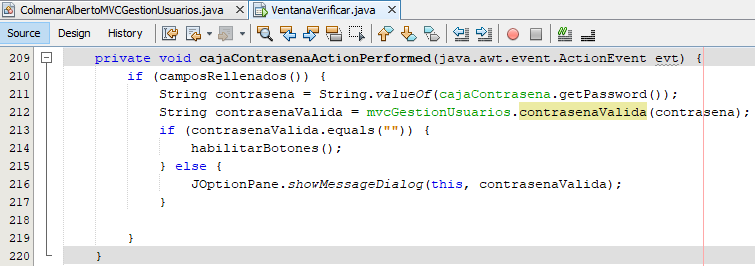 ColmenarAlbertoMVCGestionUsuarios.java VentanaVerificar.java
Source Design History
209 private void cajaContrasenaActionPerformed(java.awt.event.ActionEvent evt) {
210 if (camposRellenados()) {
211 String contrasena = String.valueOf(cajaContrasena.getPassword());
212 String contrasenaValida = mvcGestionUsuarios.contrasenaValida(contrasena);
213 if (contrasenaValida.equals("")) {
214 habilitarBotones();
215 } else {
216 JOptionPane.showMessageDialog(this, contrasenaValida);
217 }
218
219 }
220 }